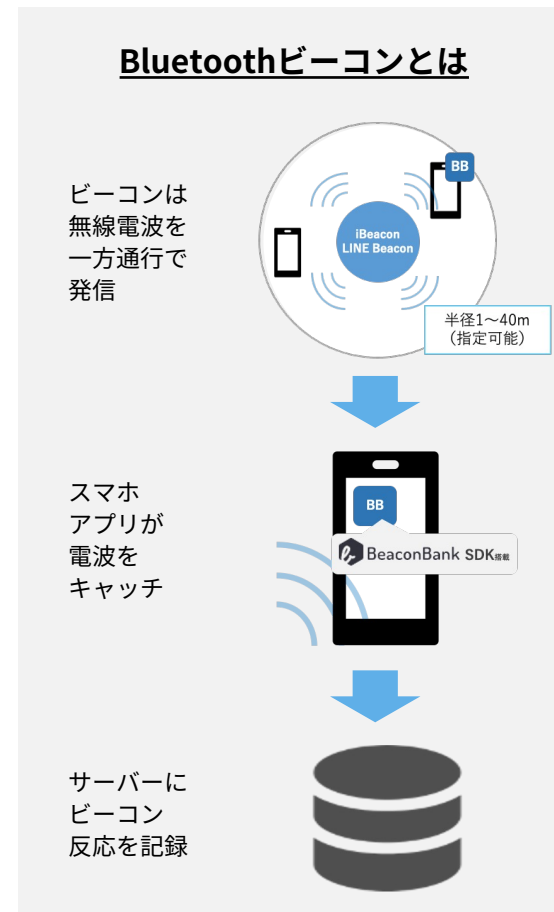 Bluetoothビーコンとは
ビーコンは
無線電波を
一方通行で
発信
BB
iBeacon
LINE Beacon
半径1〜40m
（指定可能）
スマホ
アプリが
電波を
キャッチ
BB
BeaconBank SDK搭載
サーバーに
ビーコン
反応を記録